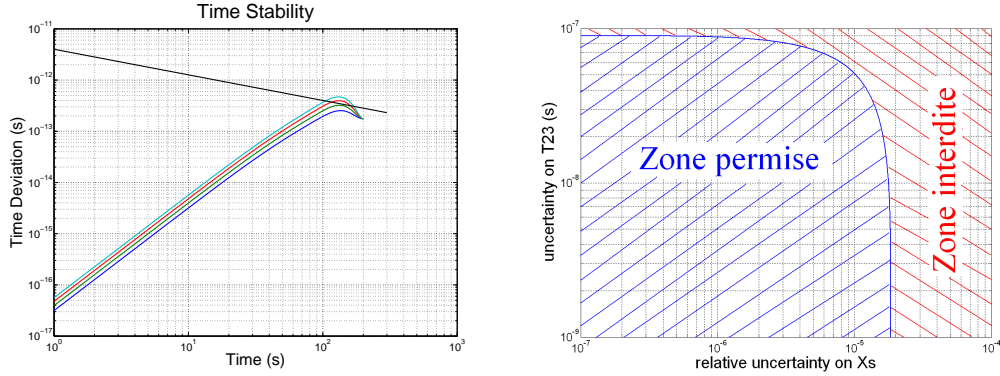 Time Stability
Time Deviation (s)
10^-11
10^-12
10^-13
10^-14
10^-15
10^-16
10^-17
10^0
10^1
10^2
10^3
Time (s)
uncertainty on T23 (s)
10^-7
10^-8
10^-9
Zone permise
Zone interdite
10^-7
10^-6
10^-5
10^-4
relative uncertainty on Xs